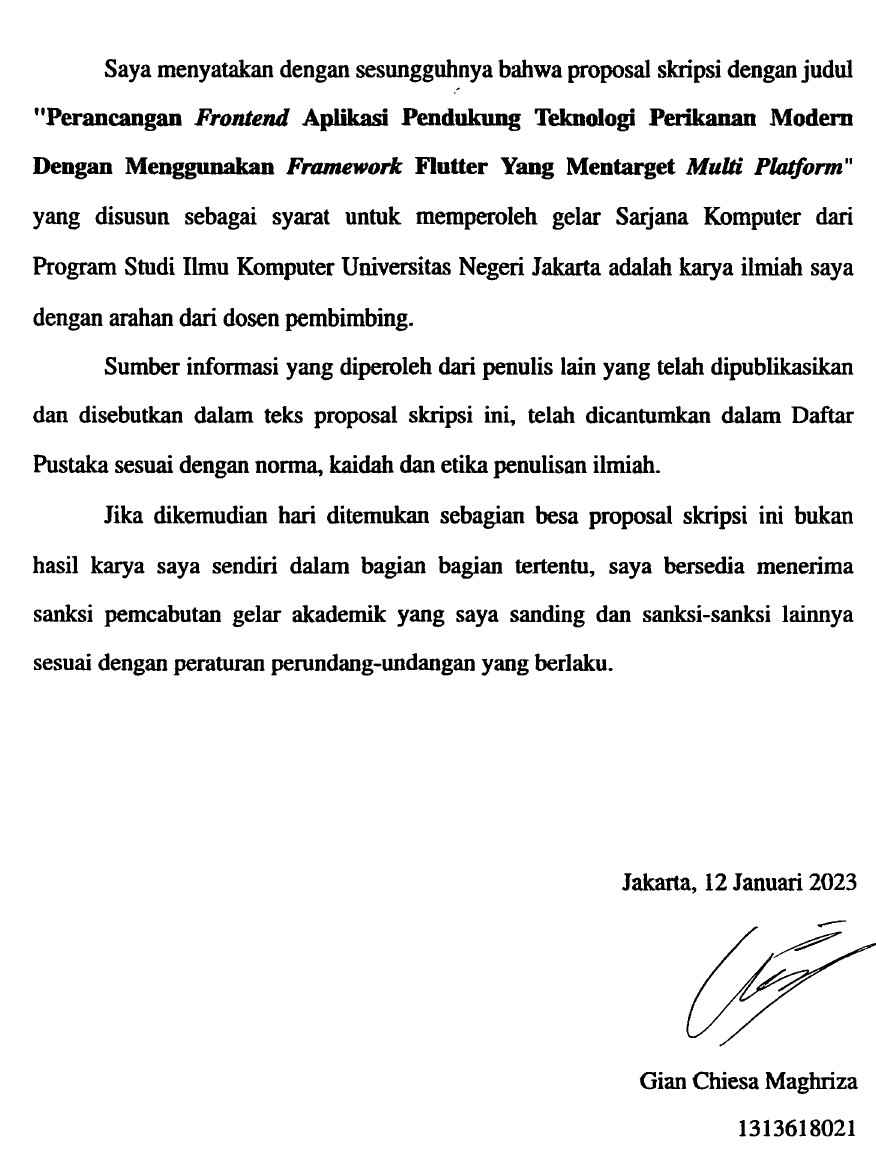 Saya menyatakan dengan sesungguhnya bahwa proposal skripsi dengan judul
"Perancangan Frontend Aplikasi Pendukung Teknologi Perikanan Modern
Dengan Menggunakan Framework Flutter Yang Mentarget Multi Platform"
yang disusun sebagai syarat untuk memperoleh gelar Sarjana Komputer dari
Program Studi Ilmu Komputer Universitas Negeri Jakarta adalah karya ilmiah saya
dengan arahan dari dosen pembimbing.
Sumber informasi yang diperoleh dari penulis lain yang telah dipublikasikan
dan disebutkan dalam teks proposal skripsi ini, telah dicantumkan dalam Daftar
Pustaka sesuai dengan norma, kaidah dan etika penulisan ilmiah.
Jika dikemudian hari ditemukan sebagian besa proposal skripsi ini bukan
hasil karya saya sendiri dalam bagian bagian tertentu, saya bersedia menerima
sanksi pemcabutan gelar akademik yang saya sanding dan sanksi-sanksi lainnya
sesuai dengan peraturan perundang-undangan yang berlaku.
Jakarta, 12 Januari 2023
Gian Chiesa Maghriza
1313618021